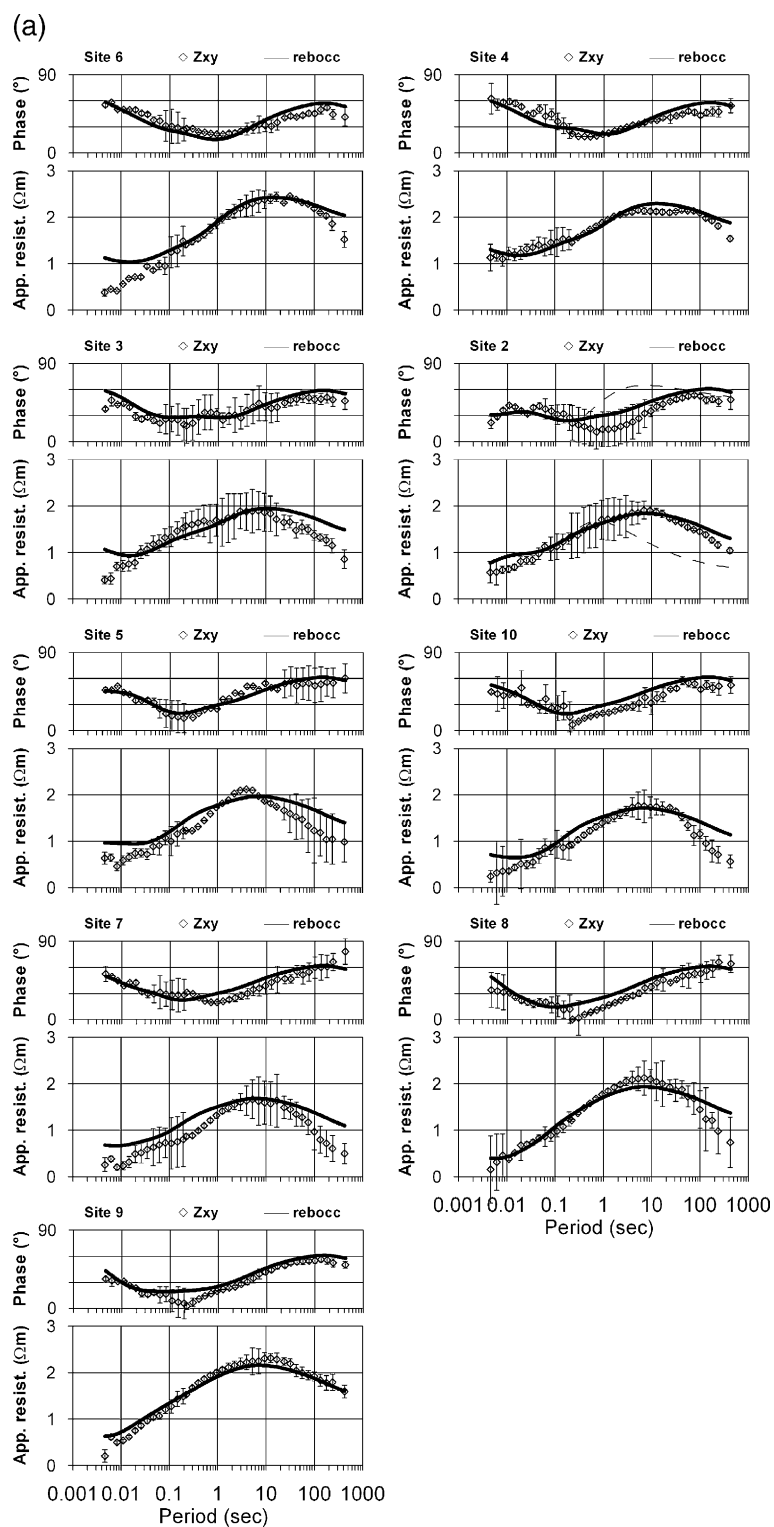 (a)
Site 6 Zxy rebocc
Site 4 Zxy rebocc
90
0
Phase (°)
90
0
Phase (°)
3
2
1
0
App. resist. (Ωm)
3
2
1
0
App. resist. (Ωm)
Site 3 Zxy rebocc
Site 2 Zxy rebocc
90
0
Phase (°)
90
0
Phase (°)
3
2
1
0
App. resist. (Ωm)
3
2
1
0
App. resist. (Ωm)
Site 5 Zxy rebocc
Site 10 Zxy rebocc
90
0
Phase (°)
90
0
Phase (°)
3
2
1
0
App. resist. (Ωm)
3
2
1
0
App. resist. (Ωm)
Site 7 Zxy rebocc
Site 8 Zxy rebocc
90
0
Phase (°)
90
0
Phase (°)
3
2
1
0
App. resist. (Ωm)
3
2
1
0
App. resist. (Ωm)
0.001 0.01 0.1 1 10 100 1000
Period (sec)
Site 9 Zxy rebocc
90
0
Phase (°)
3
2
1
0
App. resist. (Ωm)
0.001 0.01 0.1 1 10 100 1000
Period (sec)